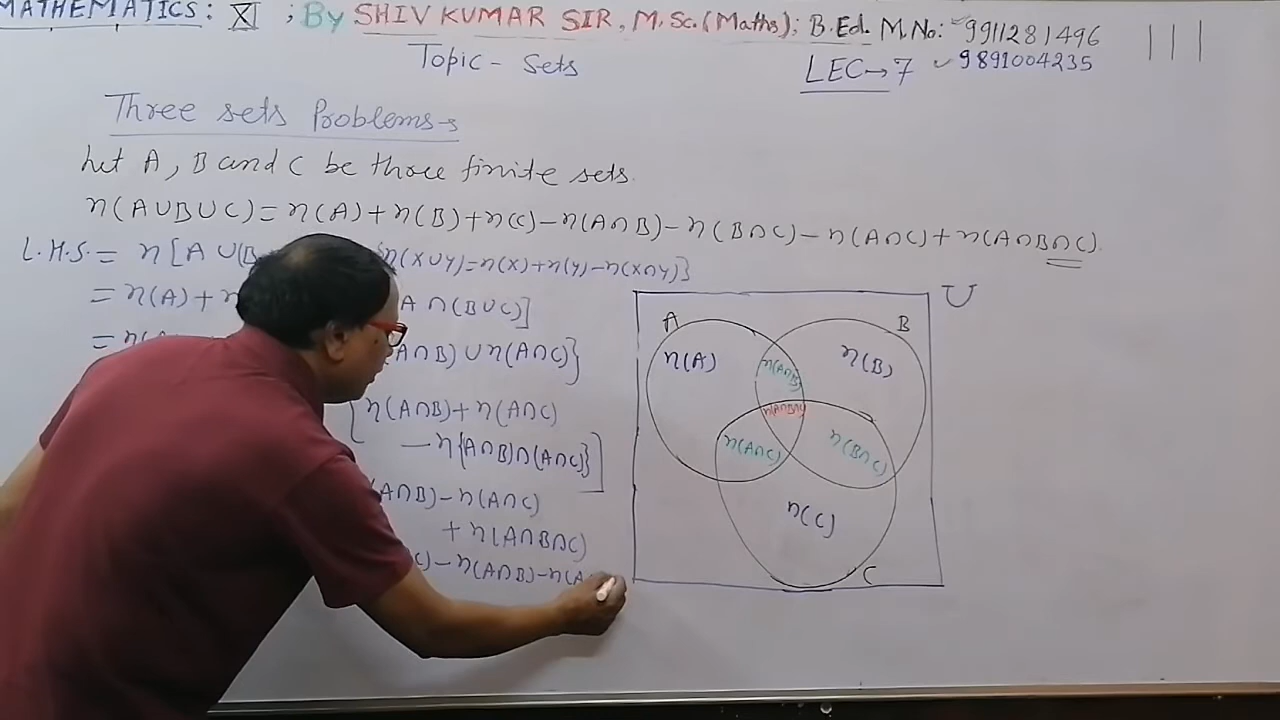 MATHEMATICS: XI ; By SHIV KUMAR SIR, M.Sc.(Maths); B.Ed. M.No: 9911281496
9891004235
Topic - Sets
LEC→7
Three sets Problems→
Let A, B and C be three finite sets.
n(A∪B∪C) = n(A) + n(B) + n(C) - n(A∩B) - n(B∩C) - n(A∩C) + n(A∩B∩C)
L.H.S. = n[A ∪(B {n(X∪Y)=n(X)+n(Y)-n(X∩Y)}
= n(A) + A ∩(B∪C)]
= n(A∩B) ∪ n(A∩C)}
n(A∩B) + n(A∩C)
- n{(A∩B)∩(A∩C)}]
A∩B) - n(A∩C)
+ n(A∩B∩C)
C) - n(A∩B) - n(A
U
A
B
n(A)
n(A∩B)
n(B)
n(A∩B∩C)
n(A∩C)
n(B∩C)
n(C)
C